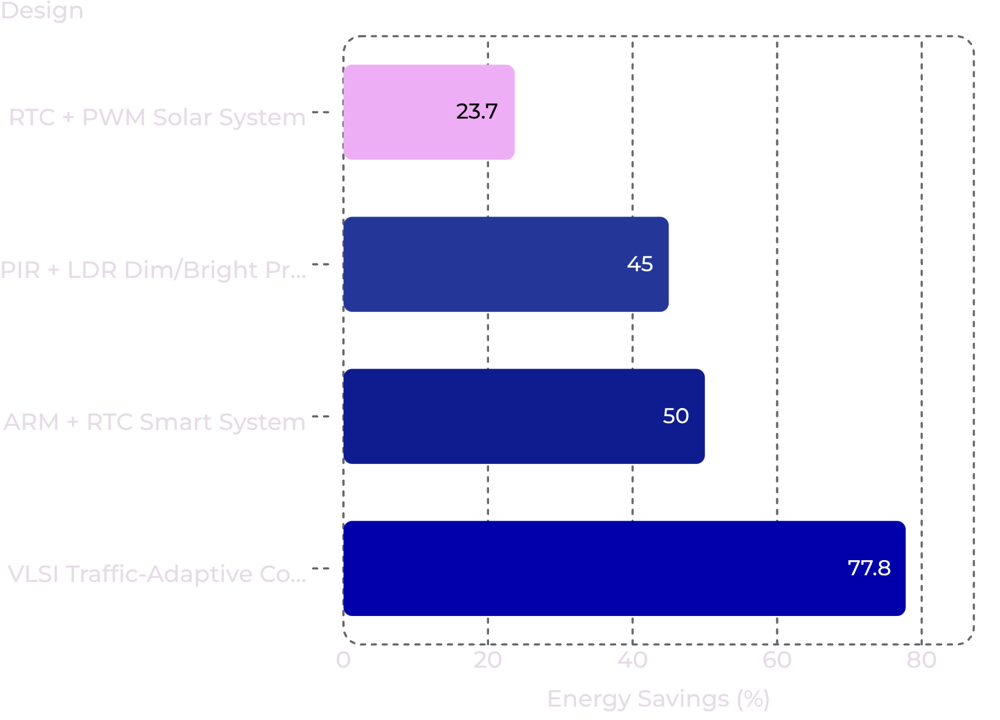 Design
RTC + PWM Solar System
23.7
PIR + LDR Dim/Bright Pr...
45
ARM + RTC Smart System
50
VLSI Traffic-Adaptive Co...
77.8
0 20 40 60 80
Energy Savings (%)